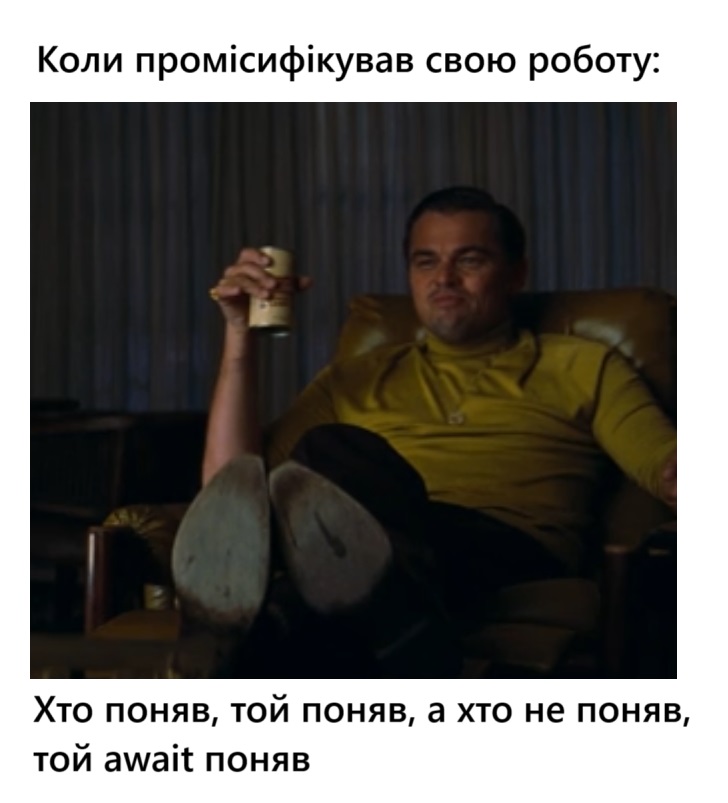 Коли промісифікував свою роботу:
Хто поняв, той поняв, а хто не поняв,
той await поняв